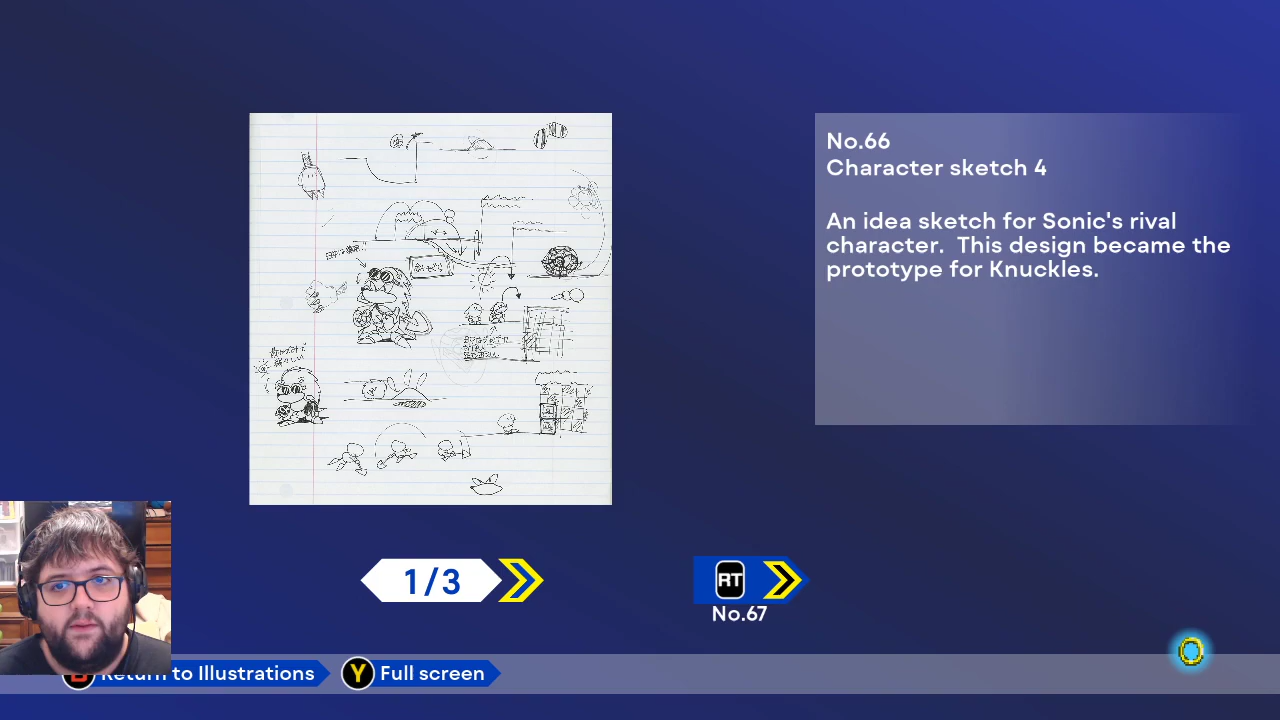 No.66
Character sketch 4
An idea sketch for Sonic's rival
character.  This design became the
prototype for Knuckles.
1/3
RT
No.67
B Return to Illustrations
Y Full screen